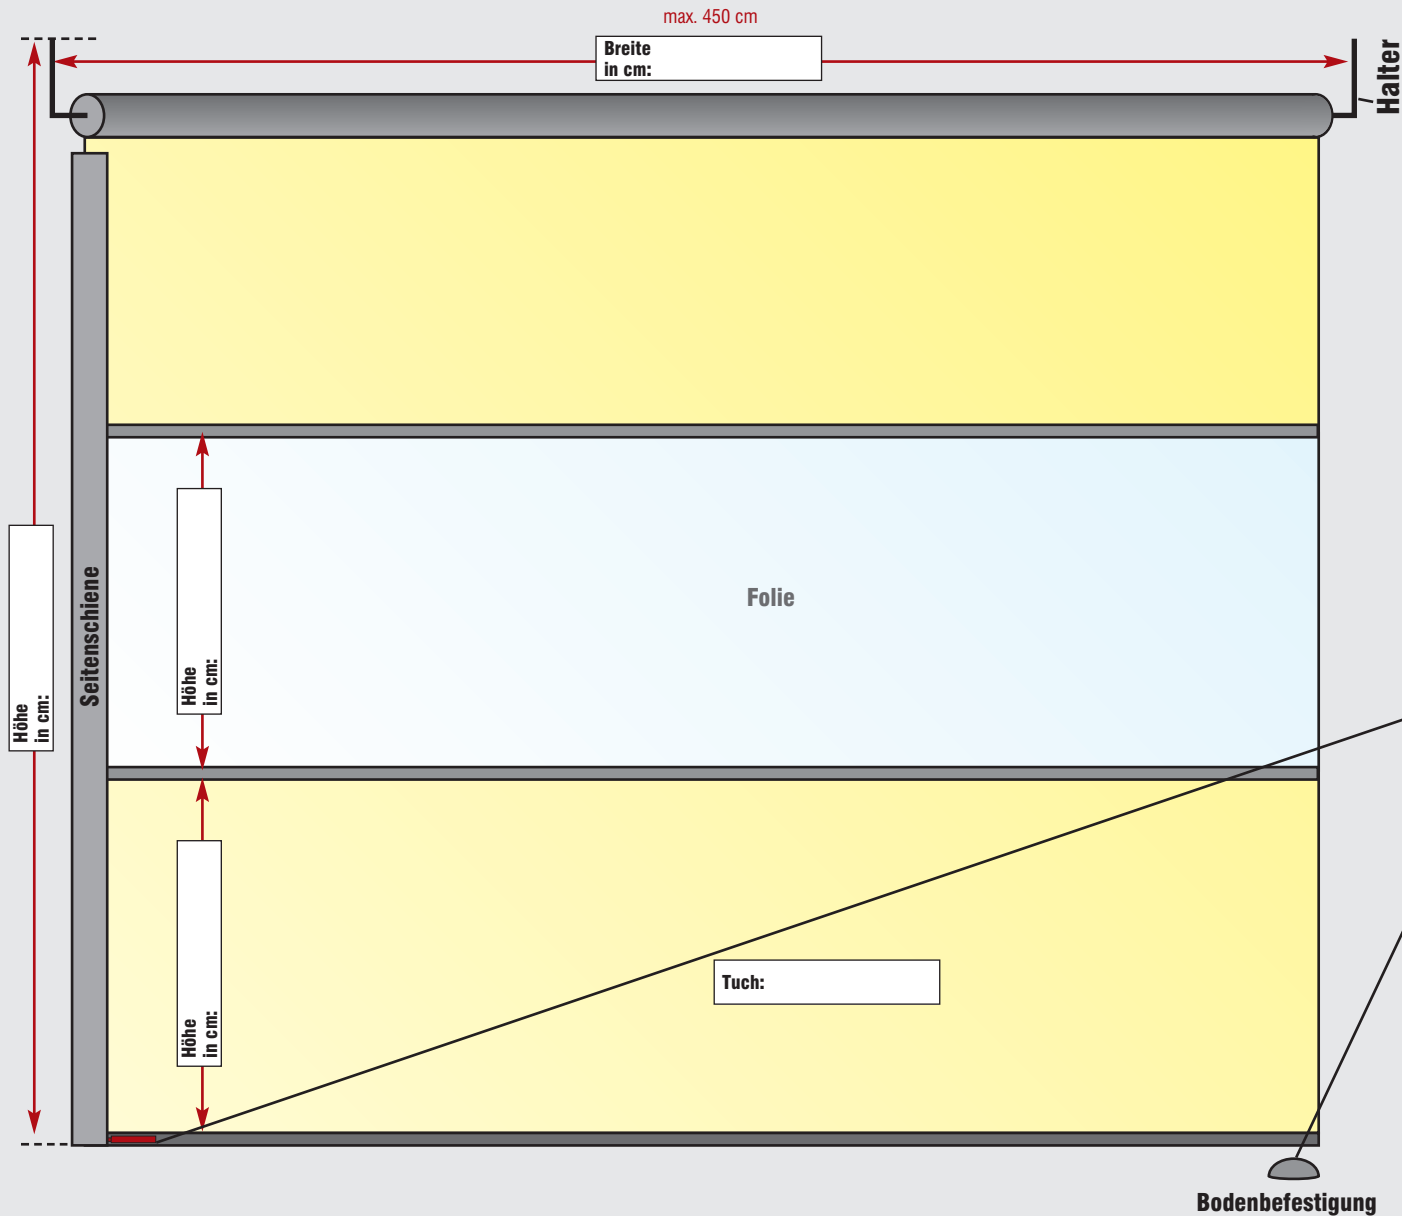 max. 450 cm
Breite
in cm:
Halter
Höhe
in cm:
Seitenschiene
Höhe
in cm:
Folie
Höhe
in cm:
Tuch:
Bodenbefestigung